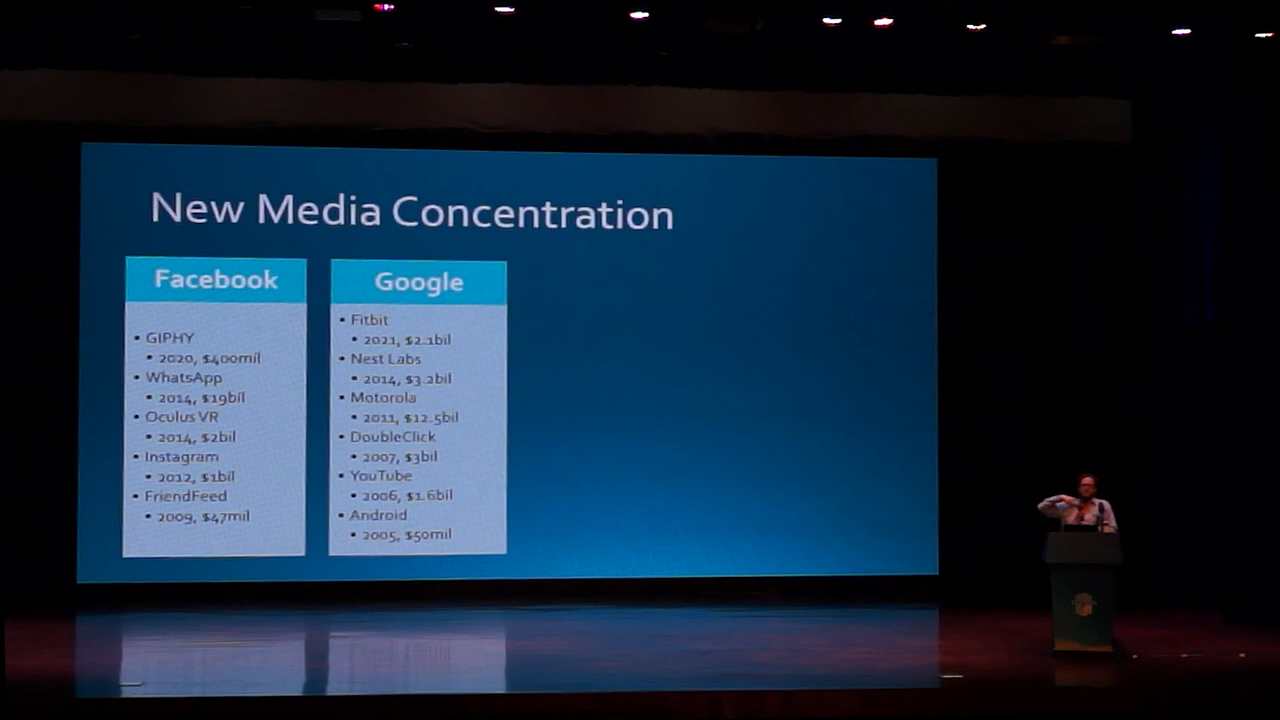 New Media Concentration
Facebook
• GIPHY
• 2020, $400mil
• WhatsApp
• 2014, $19bil
• Oculus VR
• 2014, $2bil
• Instagram
• 2012, $1bil
• FriendFeed
• 2009, $47mil
Google
• Fitbit
• 2021, $2.1bil
• Nest Labs
• 2014, $3.2bil
• Motorola
• 2011, $12.5bil
• DoubleClick
• 2007, $3bil
• YouTube
• 2006, $1.6bil
• Android
• 2005, $50mil